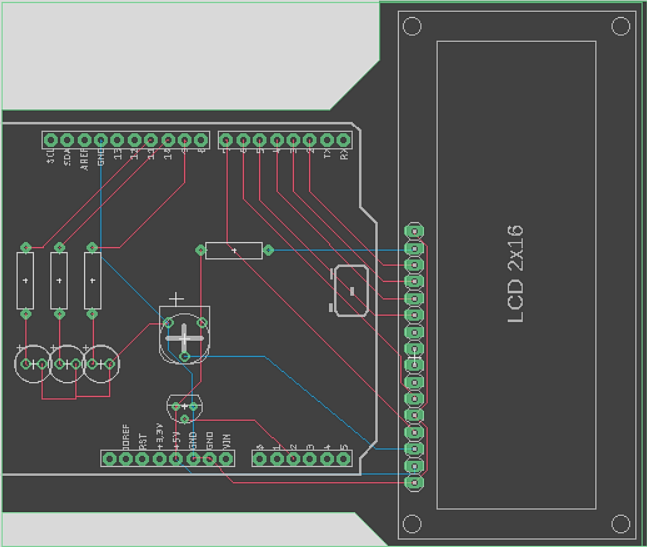 SCL
SDA
AREF
GND
13
12
11
10
9
8
7
6
5
4
3
2
TX
RX
LCD 2x16
IOREF
RST
+3.3V
+5V
GND
GND
VIN
0
1
2
3
4
5